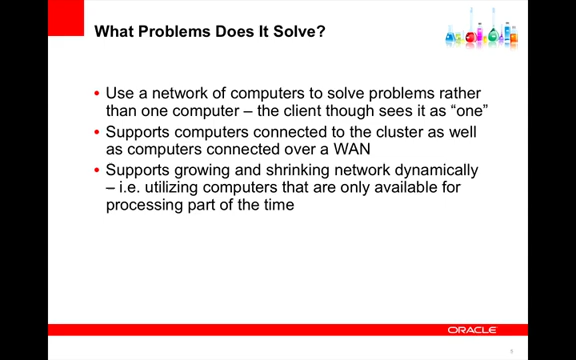 What Problems Does It Solve?
• Use a network of computers to solve problems rather
than one computer – the client though sees it as “one”
• Supports computers connected to the cluster as well
as computers connected over a WAN
• Supports growing and shrinking network dynamically
– i.e. utilizing computers that are only available for
processing part of the time
ORACLE